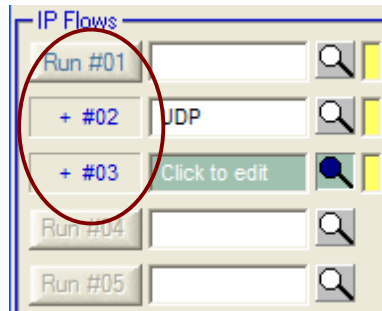 IP Flows
Run #01
+ #02 UDP
+ #03 Click to edit
Run #04
Run #05